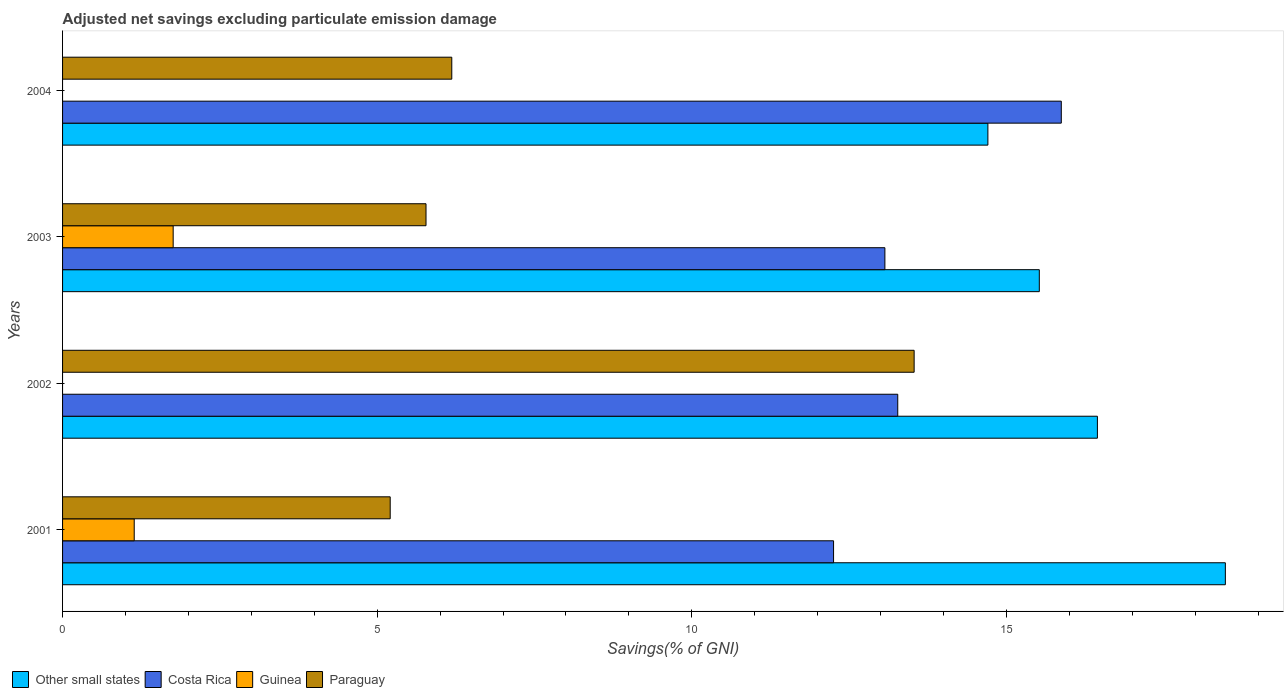 Adjusted net savings excluding particulate emission damage
2004
2003
2002
2001
Years
0
5
10
15
Savings(% of GNI)
Other small states
Costa Rica
Guinea
Paraguay